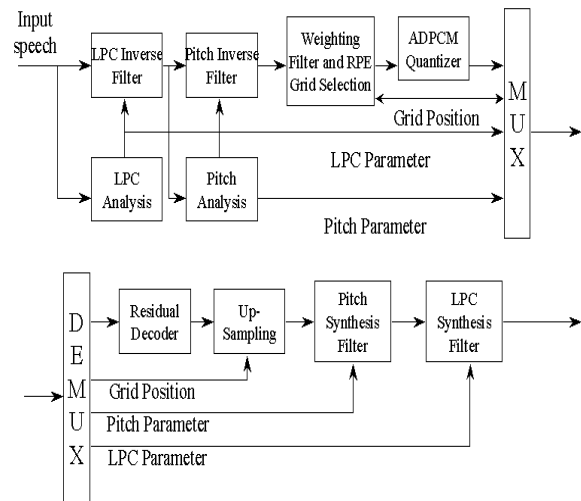 Input
speech
LPC Inverse
Filter
Pitch Inverse
Filter
Weighting
Filter and RPE
Grid Selection
ADPCM
Quantizer
M
U
X
Grid Position
LPC Parameter
LPC
Analysis
Pitch
Analysis
Pitch Parameter
D
E
M
U
X
Residual
Decoder
Up-
Sampling
Pitch
Synthesis
Filter
LPC
Synthesis
Filter
Grid Position
Pitch Parameter
LPC Parameter